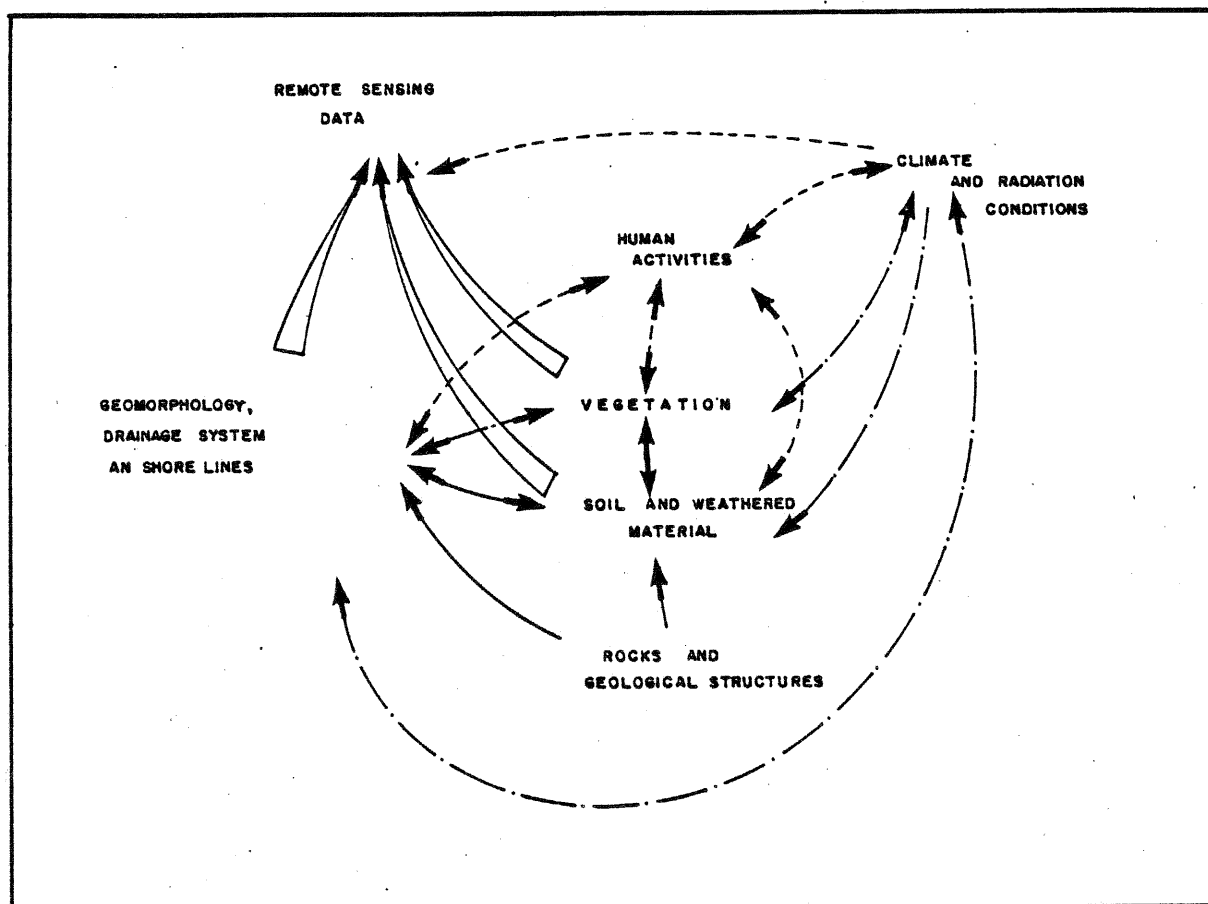 REMOTE SENSING
DATA
CLIMATE
AND RADIATION
CONDITIONS
HUMAN
ACTIVITIES
VEGETATION
GEOMORPHOLOGY,
DRAINAGE SYSTEM
AN SHORE LINES
SOIL AND WEATHERED
MATERIAL
ROCKS AND
GEOLOGICAL STRUCTURES